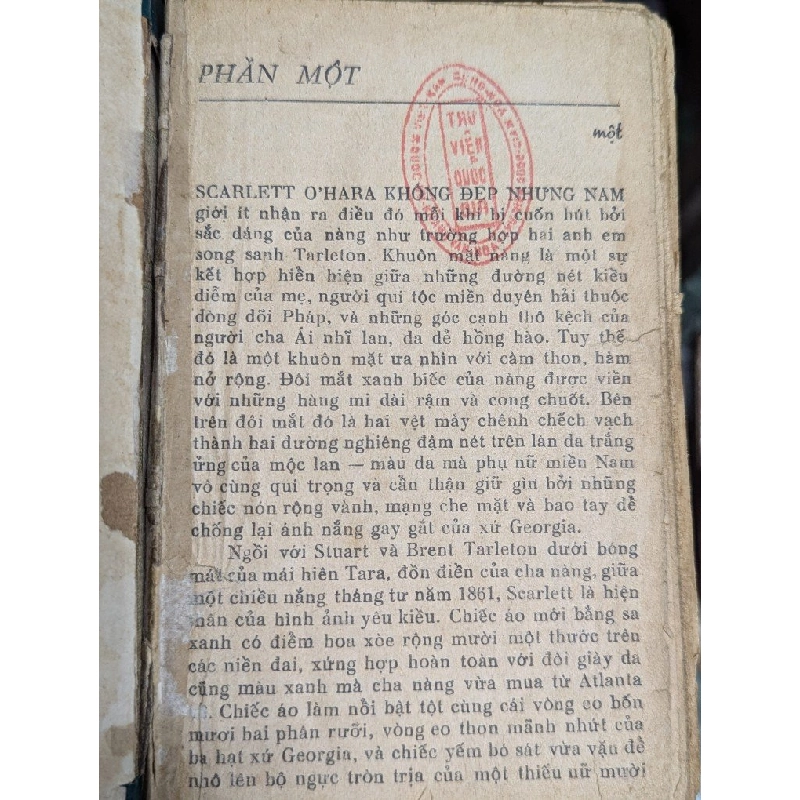 PHẦN MỘT
THƯ
VIỆN
QUỐC
GIA
một
SCARLETT O'HARA KHÔNG ĐẸP NHƯNG NAM
giới ít nhận ra điều đó mỗi khi bị cuốn hút bởi
sắc dáng của nàng như trường hợp hai anh em
song sanh Tarleton. Khuôn mặt nàng là một sự
kết hợp hiển hiện giữa những đường nét kiều
diễm của mẹ, người quí tộc miền duyên hải thuộc
dòng dõi Pháp, và những góc cạnh thô kệch của
người cha Ái nhĩ lan, da dẻ hồng hào. Tuy thế
đó là một khuôn mặt ưa nhìn với cằm thon, hàm
nở rộng. Đôi mắt xanh biếc của nàng được viền
với những hàng mi dài rậm và cong chuốt. Bên
trên đôi mắt đó là hai vệt mày chênh chếch vạch
thành hai đường nghiêng đậm nét trên làn da trắng
ửng của mộc lan — màu da mà phụ nữ miền Nam
vô cùng quí trọng và cẩn thận giữ gìn bởi những
chiếc nón rộng vành, mạng che mặt và bao tay để
chống lại ánh nắng gay gắt của xứ Georgia.
Ngồi với Stuart và Brent Tarleton dưới bóng
mát của mái hiên Tara, đồn điền của cha nàng, giữa
một chiều nắng tháng tư năm 1861, Scarlett là hiện
thân của hình ảnh yêu kiều. Chiếc áo mới bằng sa
xanh có điểm hoa xòe rộng mười một thước trên
các niền đai, xứng hợp hoàn toàn với đôi giày da
cũng màu xanh mà cha nàng vừa mua từ Atlanta
Chiếc áo làm nổi bật tột cùng cái vòng eo bốn
mươi hai phân rưỡi, vòng eo thon mãnh nhứt của
ba hạt xứ Georgia, và chiếc yếm bó sát vừa vặn để
nhô lên bộ ngực tròn trịa của một thiếu nữ mười